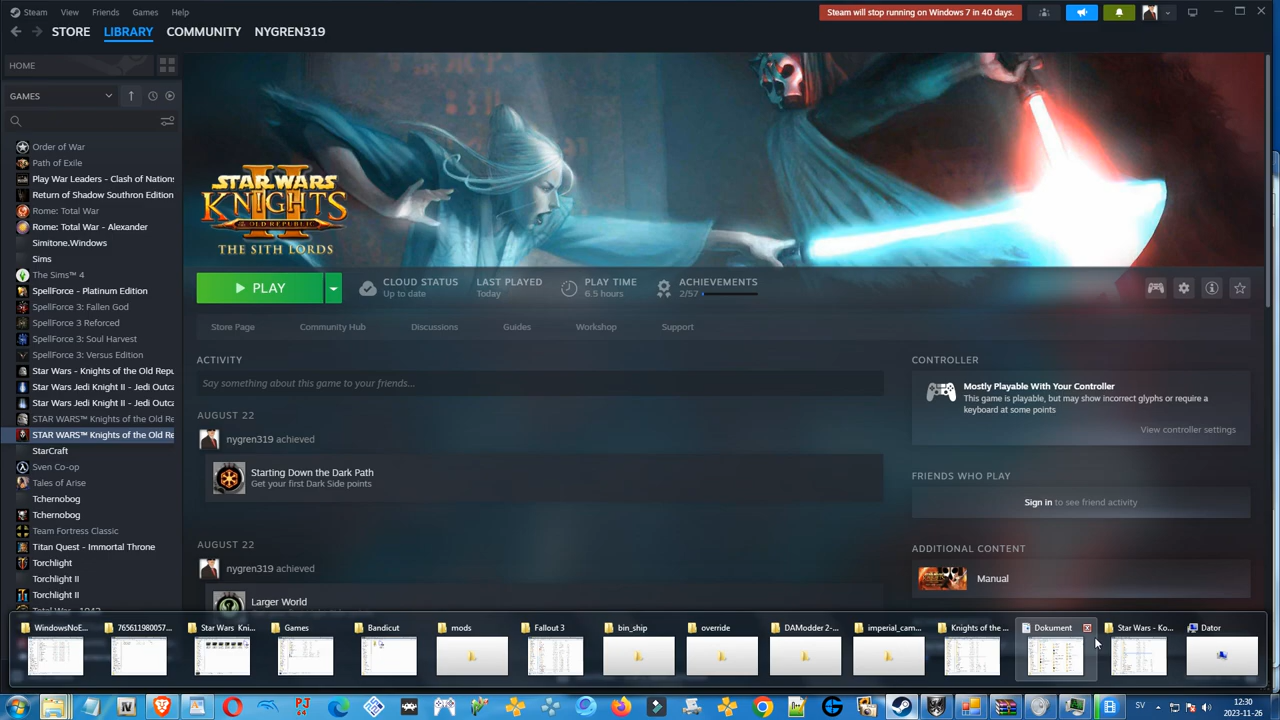 Steam View Friends Games Help
Steam will stop running on Windows 7 in 40 days.
STORE LIBRARY COMMUNITY NYGREN319
HOME
GAMES
Order of War
Path of Exile
Play War Leaders - Clash of Nations
Return of Shadow Southron Edition
Rome: Total War
Rome: Total War - Alexander
Simitone.Windows
Sims
The Sims™ 4
SpellForce - Platinum Edition
SpellForce 3: Fallen God
SpellForce 3 Reforced
SpellForce 3: Soul Harvest
SpellForce 3: Versus Edition
Star Wars - Knights of the Old Repu
Star Wars Jedi Knight II - Jedi Outca
Star Wars Jedi Knight II - Jedi Outca
STAR WARS™ Knights of the Old Re
STAR WARS™ Knights of the Old Re
StarCraft
Sven Co-op
Tales of Arise
Tchernobog
Tchernobog
Team Fortress Classic
Titan Quest - Immortal Throne
Torchlight
Torchlight II
Torchlight II
STAR WARS
KNIGHTS
II
OF THE OLD REPUBLIC
THE SITH LORDS
PLAY
CLOUD STATUS
Up to date
LAST PLAYED
Today
PLAY TIME
6.5 hours
ACHIEVEMENTS
2/57
Store Page Community Hub Discussions Guides Workshop Support
ACTIVITY
Say something about this game to your friends...
AUGUST 22
nygren319 achieved
Starting Down the Dark Path
Get your first Dark Side points
AUGUST 22
nygren319 achieved
Larger World
CONTROLLER
Mostly Playable With Your Controller
This game is playable, but may show incorrect glyphs or require a
keyboard at some points
View controller settings
FRIENDS WHO PLAY
Sign in to see friend activity
ADDITIONAL CONTENT
Manual
WindowsNoE... 76561198005 7... Star Wars Kni... Games Bandicut mods Fallout 3 bin_ship override DAModder 2-... imperial_cam... Knights of the ... Dokument Star Wars - Ko... Dator
SV
12:30
2023-11-26